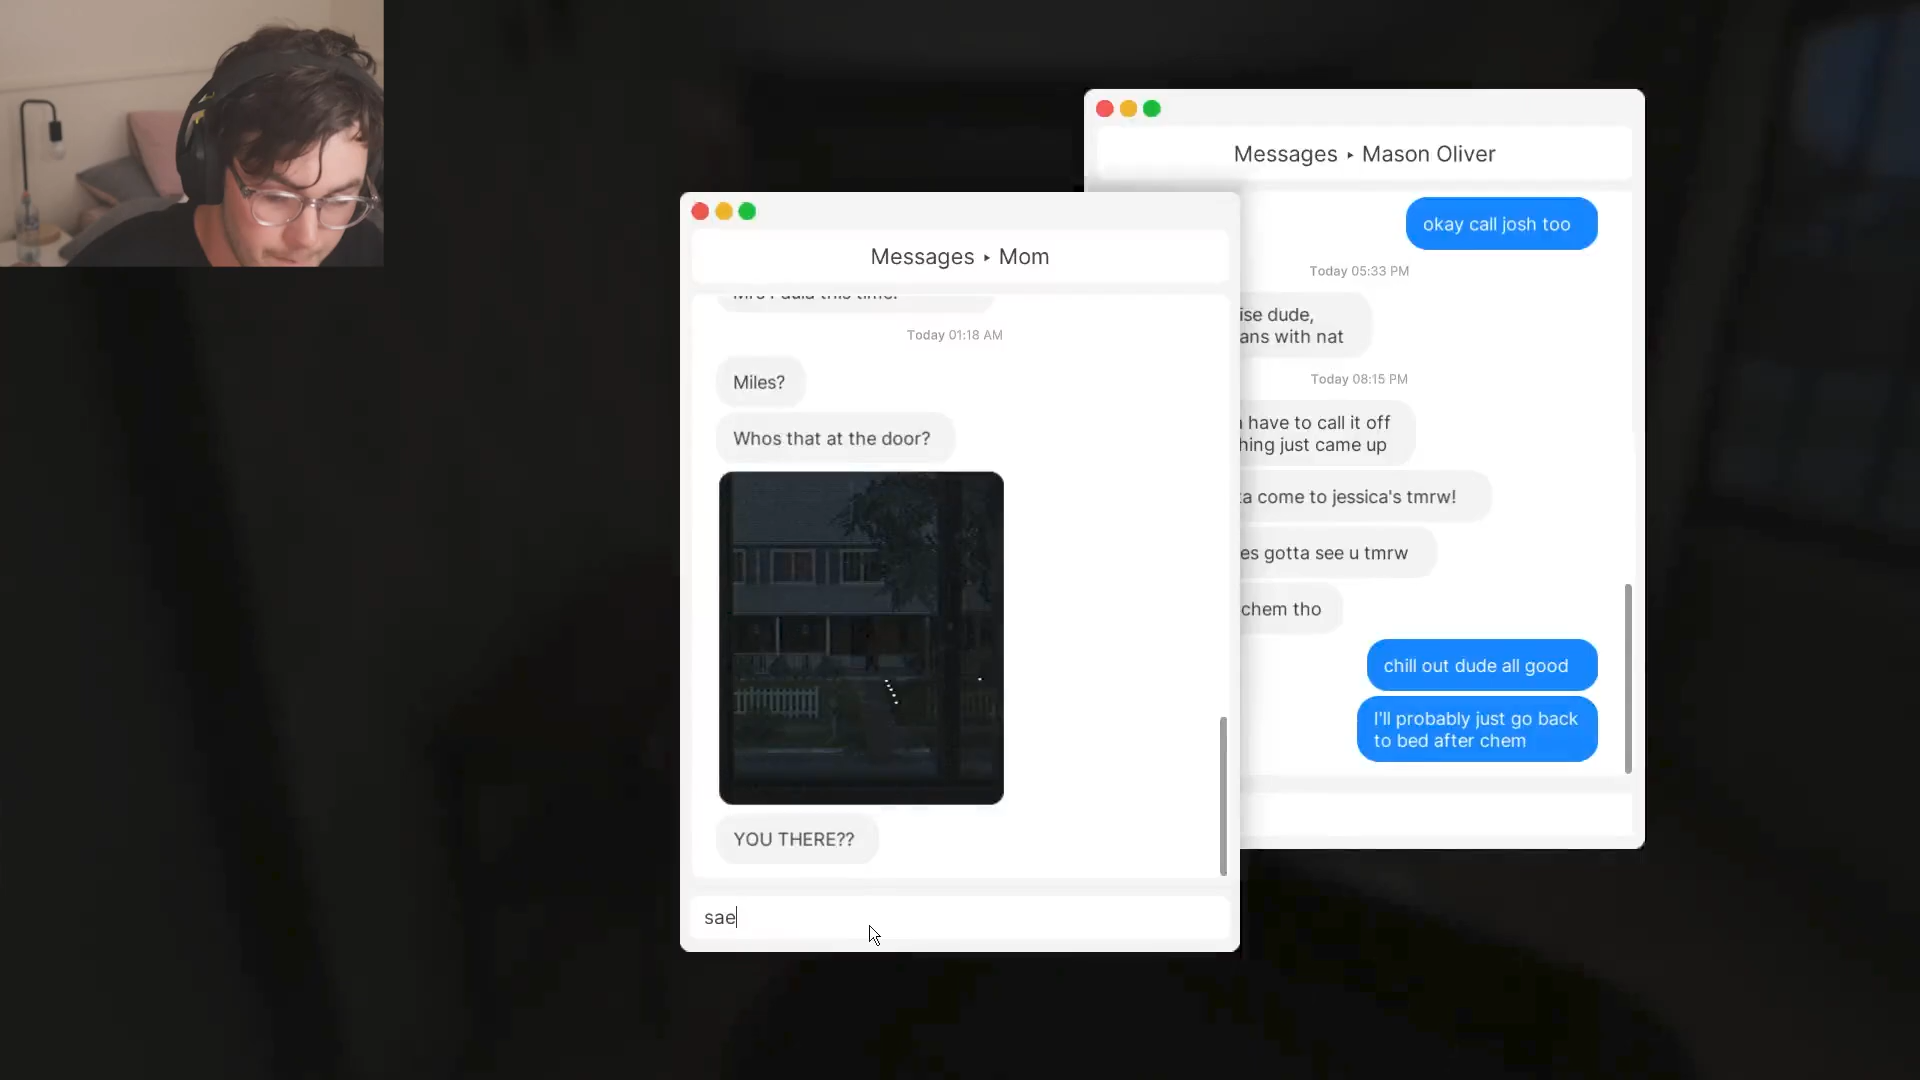 Messages ▸ Mason Oliver
okay call josh too
Today 05:33 PM
ise dude,
ans with nat
Today 08:15 PM
have to call it off
hing just came up
a come to jessica's tmrw!
es gotta see u tmrw
chem tho
chill out dude all good
I'll probably just go back
to bed after chem
Messages ▸ Mom
this time!
Today 01:18 AM
Miles?
Whos that at the door?
YOU THERE??
sae